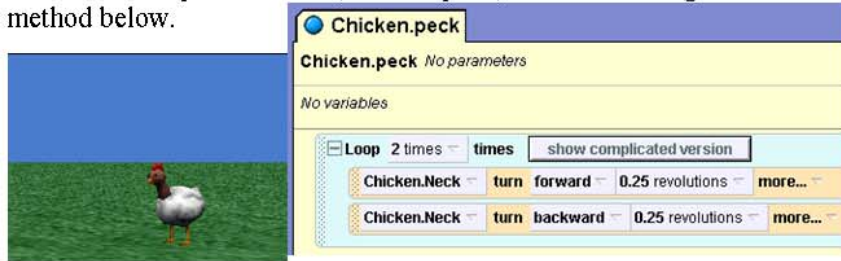 method below.
Chicken.peck
Chicken.peck No parameters
No variables
Loop 2 times times show complicated version
Chicken.Neck turn forward 0.25 revolutions more...
Chicken.Neck turn backward 0.25 revolutions more...